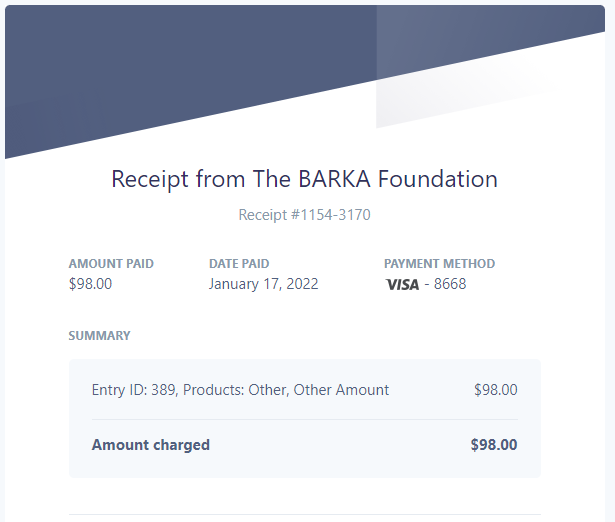 Receipt from The BARKA Foundation
Receipt #1154-3170
AMOUNT PAID DATE PAID PAYMENT METHOD
$98.00 January 17, 2022 VISA - 8668
SUMMARY
Entry ID: 389, Products: Other, Other Amount $98.00
Amount charged $98.00